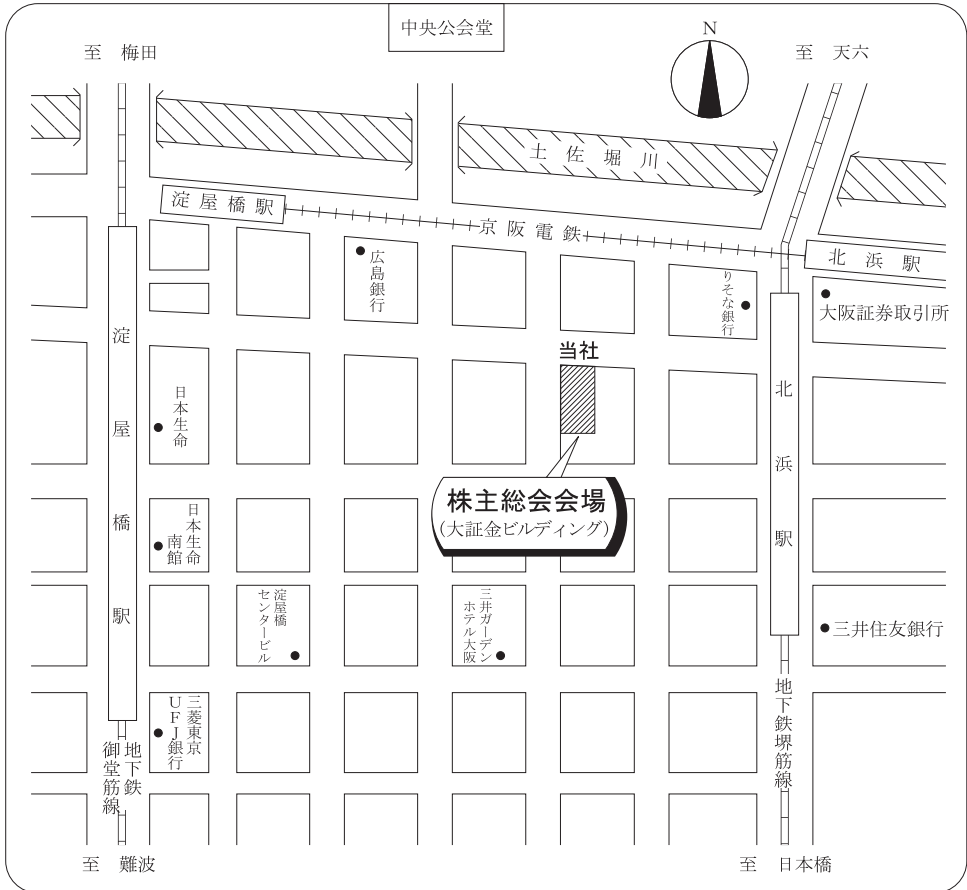 中央公会堂
至　梅田
N
至　天六
土佐堀川
淀屋橋駅
京阪電鉄
北浜駅
広島銀行
りそな銀行
大阪証券取引所
淀屋橋駅
当社
北浜駅
日本生命
株主総会会場
(大証金ビルディング)
日本生命
南館
淀屋橋
センタービル
三井ガーデン
ホテル大阪
三井住友銀行
三菱東京
UFJ銀行
地下鉄
御堂筋線
地下鉄堺筋線
至　難波
至　日本橋